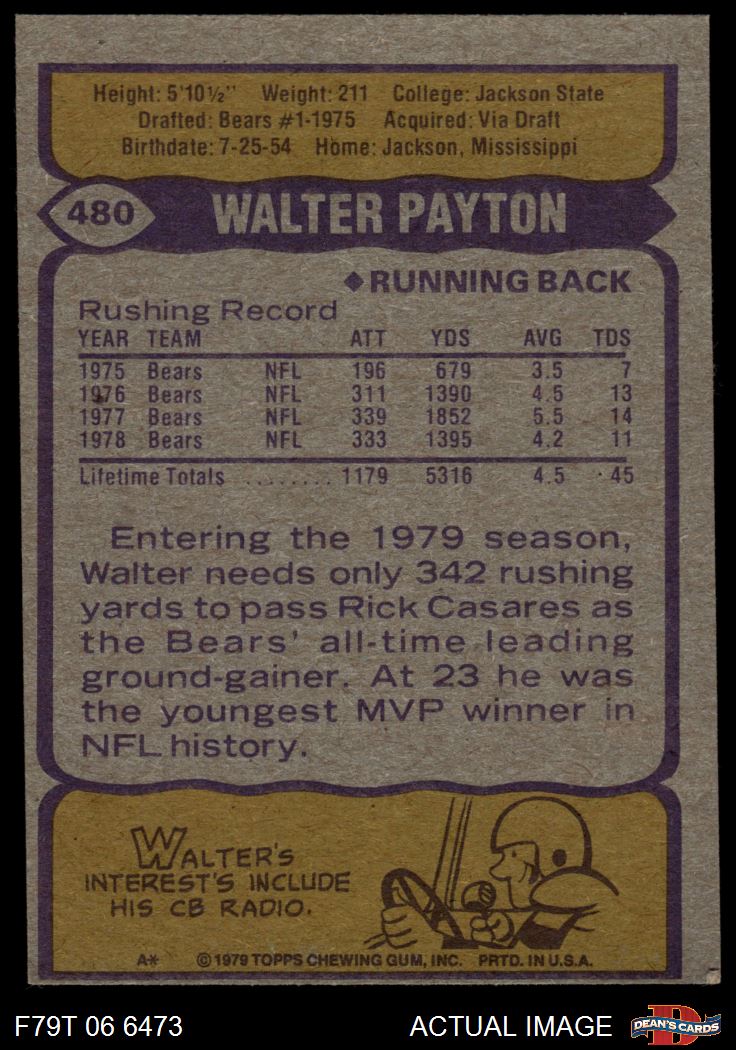 Height: 5'10½" Weight: 211 College: Jackson State
Drafted: Bears #1-1975 Acquired: Via Draft
Birthdate: 7-25-54 Home: Jackson, Mississippi
480 WALTER PAYTON
◆RUNNING BACK
Rushing Record
YEAR TEAM ATT YDS AVG TDS
1975 Bears NFL 196 679 3.5 7
1976 Bears NFL 311 1390 4.5 13
1977 Bears NFL 339 1852 5.5 14
1978 Bears NFL 333 1395 4.2 11
Lifetime Totals ........ 1179 5316 4.5 45
Entering the 1979 season,
Walter needs only 342 rushing
yards to pass Rick Casares as
the Bears' all-time leading
ground-gainer. At 23 he was
the youngest MVP winner in
NFL history.
WALTER'S
INTEREST'S INCLUDE
HIS CB RADIO.
A* © 1979 TOPPS CHEWING GUM, INC. PRTD. IN U.S.A.
F79T 06 6473 ACTUAL IMAGE D DEAN'S CARDS